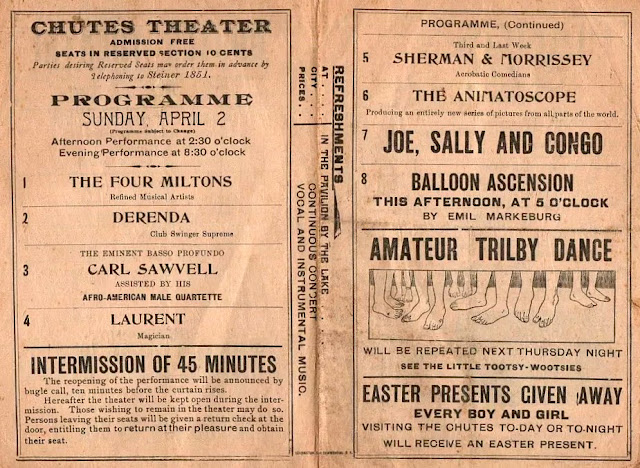 CHUTES THEATER
ADMISSION FREE
SEATS IN RESERVED SECTION 10 CENTS
Parties desiring Reserved Seats may order them in advance by
Telephoning to Steiner 1851.
PROGRAMME
SUNDAY, APRIL 2
(Programme Subject to Change)
Afternoon Performance at 2:30 o'clock
Evening Performance at 8:30 o'clock
1 THE FOUR MILTONS
Refined Musical Artists
2 DERENDA
Club Swinger Supreme
THE EMINENT BASSO PROFUNDO
3 CARL SAWVELL
ASSISTED BY HIS
AFRO-AMERICAN MALE QUARTETTE
4 LAURENT
Magician.
INTERMISSION OF 45 MINUTES
The reopening of the performance will be announced by
bugle call, ten minutes before the curtain rises.
Hereafter the theater will be kept open during the inter-
mission. Those wishing to remain in the theater may do so.
Persons leaving their seats will be given a return check at the
door, entitling them to return at their pleasure and obtain
their seat.
REFRESHMENTS
AT . . . . . IN THE PAVILION BY THE LAKE
CITY . . CONTINUOUS CONCERT
PRICES. . VOCAL AND INSTRUMENTAL MUSIC.
PROGRAMME, (Continued)
Third and Last Week
5 SHERMAN & MORRISSEY
Acrobatic Comedians
6 THE ANIMATOSCOPE
Producing an entirely new series of pictures from all parts of the world.
7 JOE, SALLY AND CONGO
8 BALLOON ASCENSION
THIS AFTERNOON, AT 5 O'CLOCK
BY EMIL MARKEBURG
AMATEUR TRILBY DANCE
WILL BE REPEATED NEXT THURSDAY NIGHT
SEE THE LITTLE TOOTSY-WOOTSIES
EASTER PRESENTS GIVEN AWAY
EVERY BOY AND GIRL
VISITING THE CHUTES TO-DAY OR TO-NIGHT
WILL RECEIVE AN EASTER PRESENT.